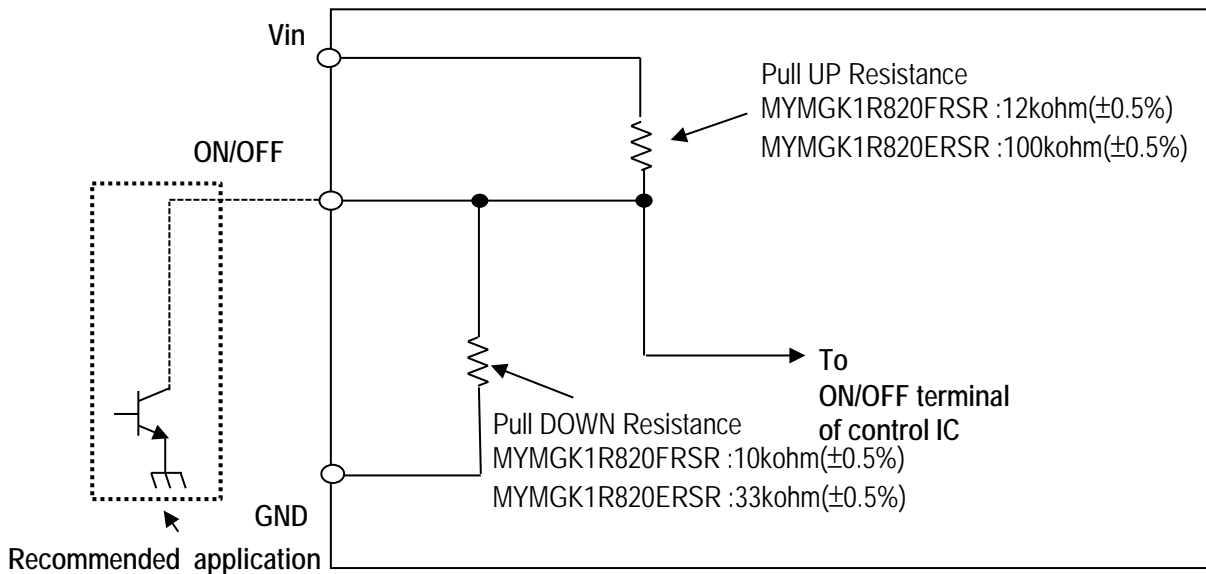 Vin
Pull UP Resistance
MYMGK1R820FRSR :12kohm(±0.5%)
MYMGK1R820ERSR :100kohm(±0.5%)
ON/OFF
To
ON/OFF terminal
of control IC
Pull DOWN Resistance
MYMGK1R820FRSR :10kohm(±0.5%)
MYMGK1R820ERSR :33kohm(±0.5%)
GND
Recommended application